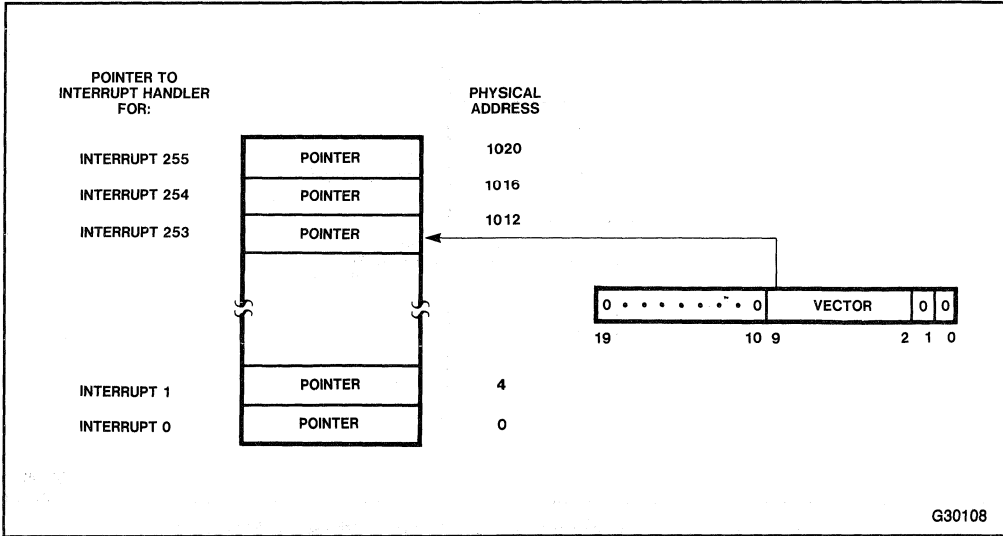 POINTER TO
INTERRUPT HANDLER
FOR:
PHYSICAL
ADDRESS
INTERRUPT 255 POINTER 1020
INTERRUPT 254 POINTER 1016
INTERRUPT 253 POINTER 1012
0 · · · · · · · 0 VECTOR 0 0
19 10 9 2 1 0
INTERRUPT 1 POINTER 4
INTERRUPT 0 POINTER 0
G30108